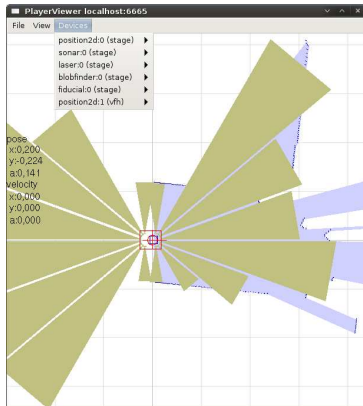 PlayerViewer localhost:6665
File View Devices
position2d:0 (stage)
sonar:0 (stage)
laser:0 (stage)
blobfinder:0 (stage)
fiducial:0 (stage)
position2d:1 (vfh)
pose
x:0,200
y:-0,224
a:0,141
velocity
x:0,000
y:0,000
a:0,000